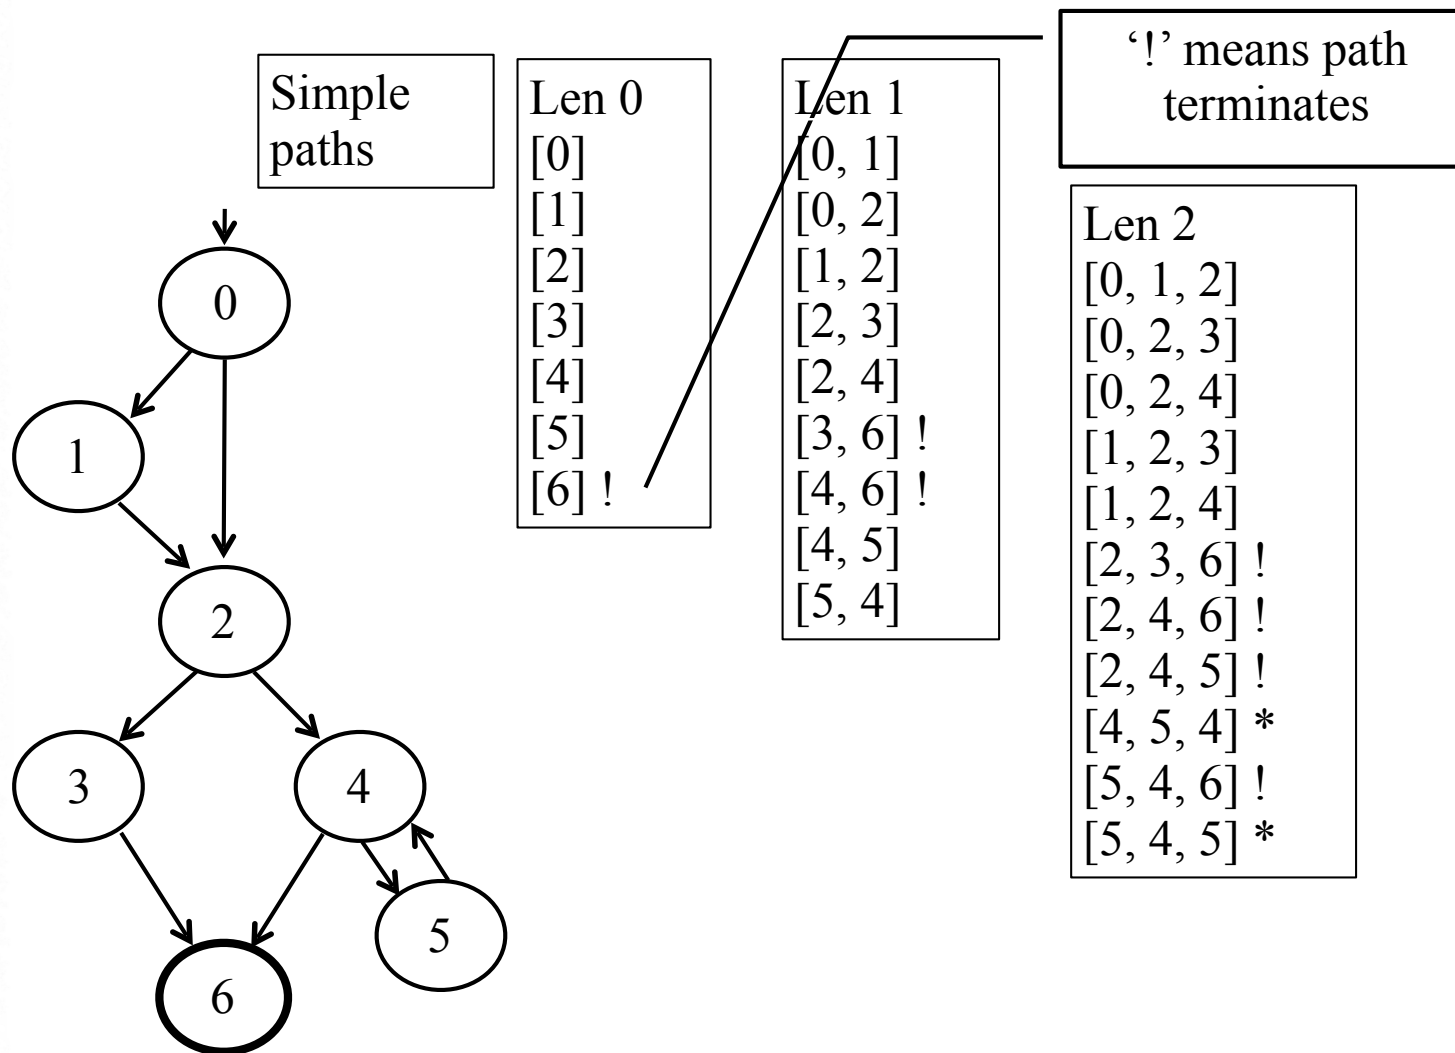 Simple
paths
Len 0
[0]
[1]
[2]
[3]
[4]
[5]
[6] !
Len 1
[0, 1]
[0, 2]
[1, 2]
[2, 3]
[2, 4]
[3, 6] !
[4, 6] !
[4, 5]
[5, 4]
‘!’ means path
terminates
Len 2
[0, 1, 2]
[0, 2, 3]
[0, 2, 4]
[1, 2, 3]
[1, 2, 4]
[2, 3, 6] !
[2, 4, 6] !
[2, 4, 5] !
[4, 5, 4] *
[5, 4, 6] !
[5, 4, 5] *
0
1
2
3
4
5
6